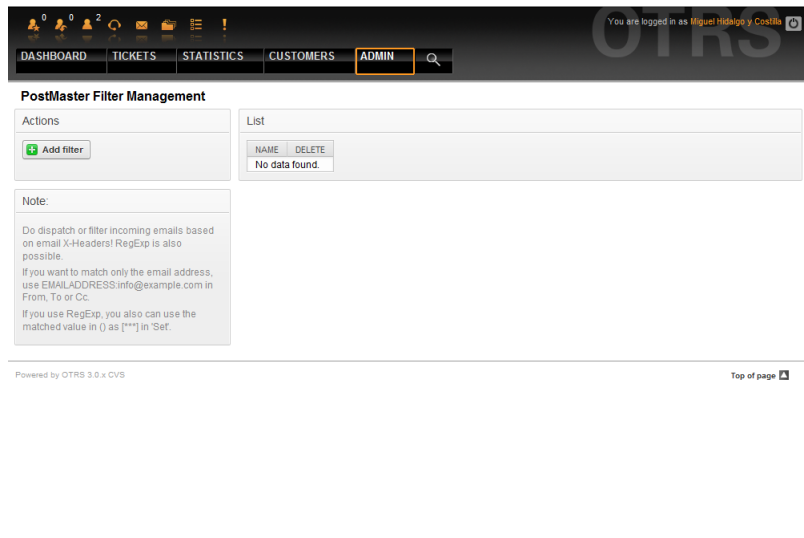 0 0 2
You are logged in as Miguel Hidalgo y Costilla
OTRS
DASHBOARD TICKETS STATISTICS CUSTOMERS ADMIN
PostMaster Filter Management
Actions
Add filter
List
NAME DELETE
No data found.
Note:
Do dispatch or filter incoming emails based
on email X-Headers! RegExp is also
possible.
If you want to match only the email address,
use EMAILADDRESS:info@example.com in
From, To or Cc.
If you use RegExp, you also can use the
matched value in () as [***] in 'Set'.
Powered by OTRS 3.0.x CVS
Top of page